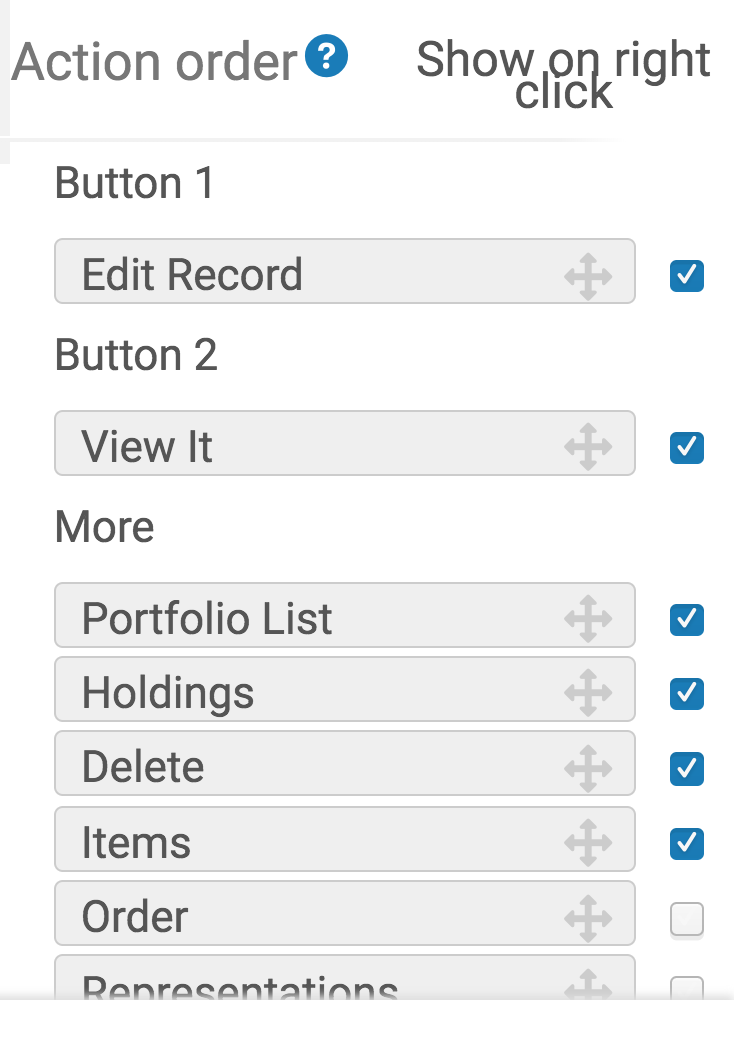 Action order ?
Show on right
click
Button 1
Edit Record
Button 2
View It
More
Portfolio List
Holdings
Delete
Items
Order
Representations